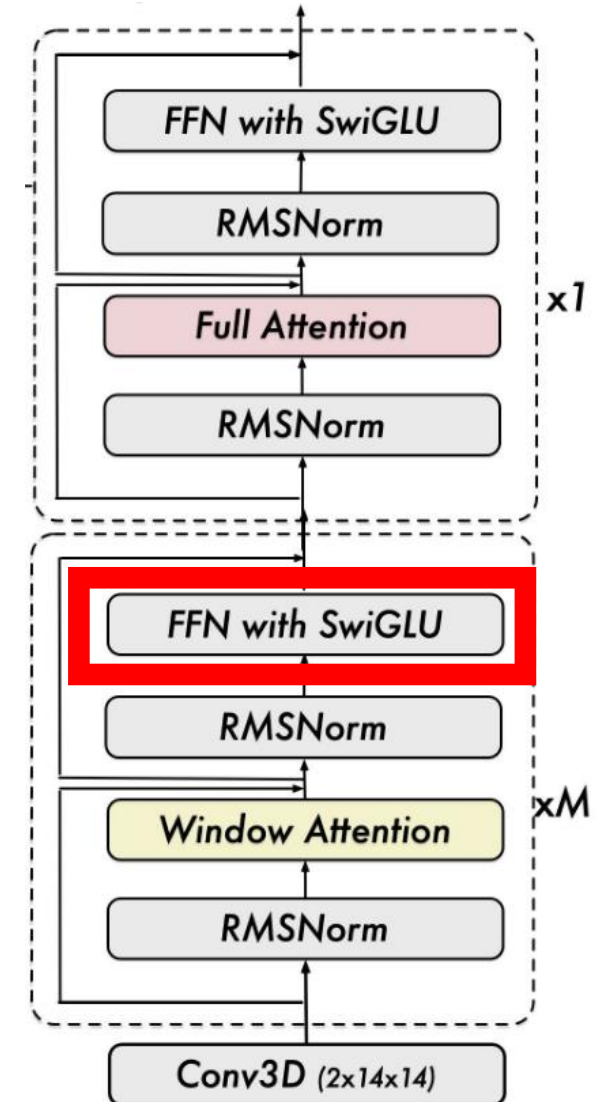 FFN with SwiGLU
RMSNorm
Full Attention
x1
RMSNorm
FFN with SwiGLU
RMSNorm
Window Attention
xM
RMSNorm
Conv3D (2x14x14)